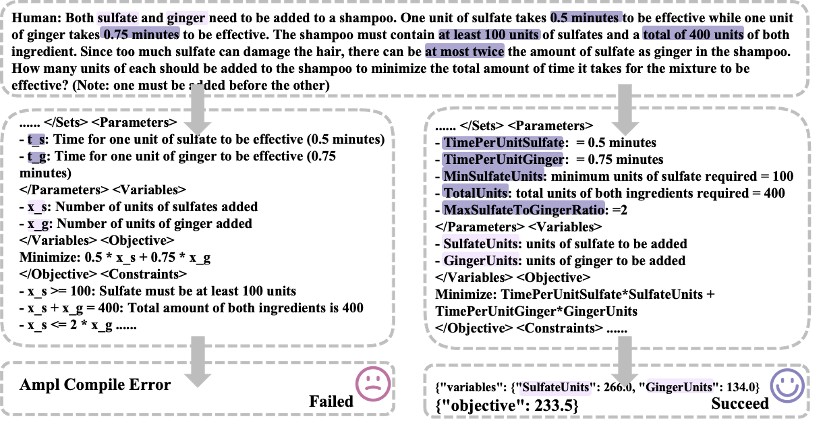 Human: Both sulfate and ginger need to be added to a shampoo. One unit of sulfate takes 0.5 minutes to be effective while one unit
of ginger takes 0.75 minutes to be effective. The shampoo must contain at least 100 units of sulfates and a total of 400 units of both
ingredient. Since too much sulfate can damage the hair, there can be at most twice the amount of sulfate as ginger in the shampoo.
How many units of each should be added to the shampoo to minimize the total amount of time it takes for the mixture to be
effective? (Note: one must be added before the other)
...... </Sets> <Parameters>
- t_s: Time for one unit of sulfate to be effective (0.5 minutes)
- t_g: Time for one unit of ginger to be effective (0.75
minutes)
</Parameters> <Variables>
- x_s: Number of units of sulfates added
- x_g: Number of units of ginger added
</Variables> <Objective>
Minimize: 0.5 * x_s + 0.75 * x_g
</Objective> <Constraints>
- x_s >= 100: Sulfate must be at least 100 units
- x_s + x_g = 400: Total amount of both ingredients is 400
- x_s <= 2 * x_g ......
Ampl Compile Error
Failed
...... </Sets> <Parameters>
- TimePerUnitSulfate: = 0.5 minutes
- TimePerUnitGinger: = 0.75 minutes
- MinSulfateUnits: minimum units of sulfate required = 100
- TotalUnits: total units of both ingredients required = 400
- MaxSulfateToGingerRatio: =2
</Parameters> <Variables>
- SulfateUnits: units of sulfate to be added
- GingerUnits: units of ginger to be added
</Variables> <Objective>
Minimize: TimePerUnitSulfate*SulfateUnits +
TimePerUnitGinger*GingerUnits
</Objective> <Constraints> ......
{"variables": {"SulfateUnits": 266.0, "GingerUnits": 134.0}
{"objective": 233.5}
Succeed